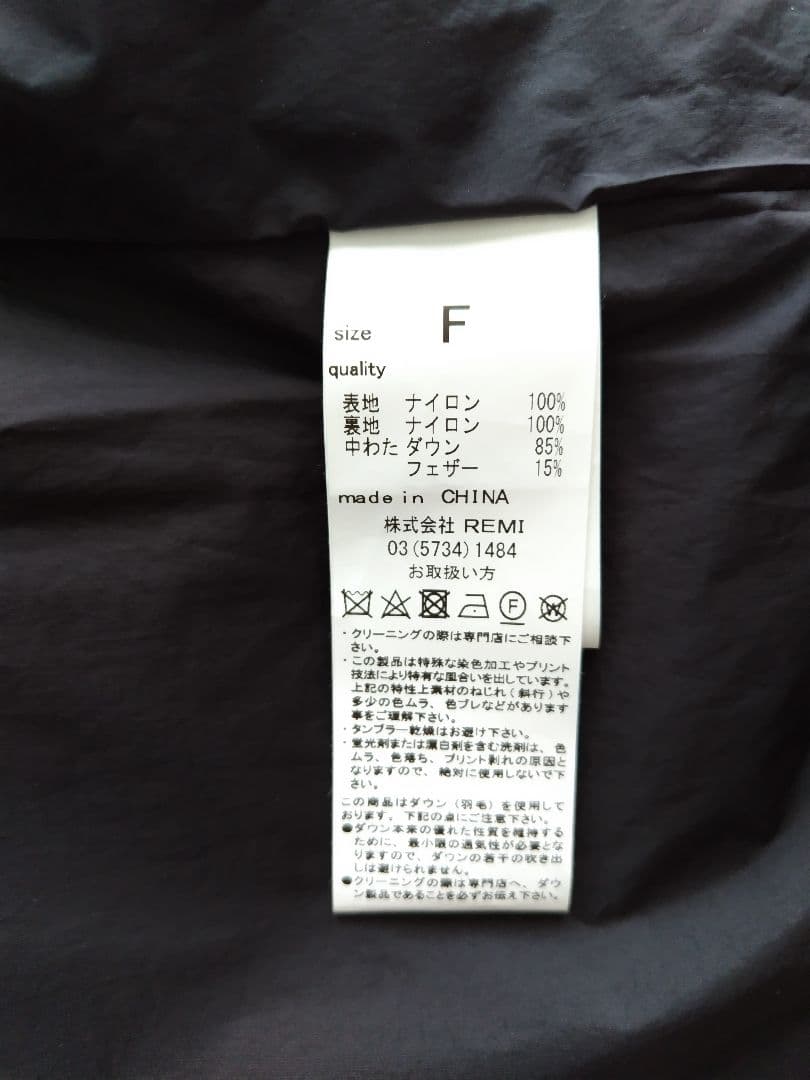 size F
quality
表地 ナイロン 100%
裏地 ナイロン 100%
中わた ダウン 85%
フェザー 15%
made in CHINA
株式会社 REMI
03(5734)1484
お取扱い方
F W
・クリーニングの際は専門店にご相談下
さい。
・この製品は特殊な染色加工やプリント
技法により特有な風合いを出しています。
上記の特性上素材のねじれ(斜行)や
多少の色ムラ、色ブレなどがあります
事をご理解下さい。
・タンブラー乾燥はお避け下さい。
・蛍光剤または漂白剤を含む洗剤は、色
ムラ、色落ち、プリント剥れの原因と
なりますので、絶対に使用しないで下
さい。
この商品はダウン(羽毛)を使用して
おります。下記の点にご注意下さい。
●ダウン本来の優れた性質を維持する
ために、最小限の通気性が必要とな
りますので、ダウンの若干の吹き出
しは避けられません。
●クリーニングの際は専門店へ、ダウ
ン製品であることを必ずお伝え下さい。